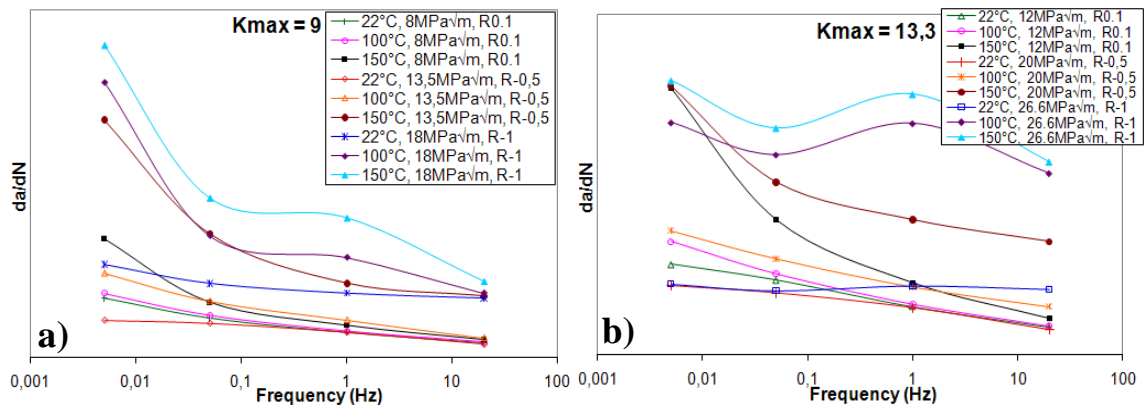 Kmax = 9
22°C, 8MPa√m, R0.1
100°C, 8MPa√m, R0.1
150°C, 8MPa√m, R0.1
22°C, 13,5MPa√m, R-0,5
100°C, 13,5MPa√m, R-0,5
150°C, 13,5MPa√m, R-0,5
22°C, 18MPa√m, R-1
100°C, 18MPa√m, R-1
150°C, 18MPa√m, R-1
da/dN
a)
0,001
0,01
0,1
1
10
100
Frequency (Hz)
Kmax = 13,3
22°C, 12MPa√m, R0.1
100°C, 12MPa√m, R0.1
150°C, 12MPa√m, R0.1
22°C, 20MPa√m, R-0,5
100°C, 20MPa√m, R-0,5
150°C, 20MPa√m, R-0,5
22°C, 26.6MPa√m, R-1
100°C, 26.6MPa√m, R-1
150°C, 26.6MPa√m, R-1
da/dN
b)
0,001
0,01
0,1
1
10
100
Frequency (Hz)